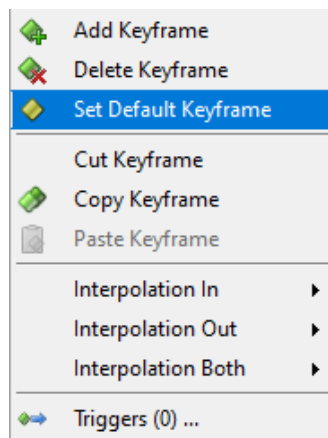 Add Keyframe
Delete Keyframe
Set Default Keyframe
Cut Keyframe
Copy Keyframe
Paste Keyframe
Interpolation In
Interpolation Out
Interpolation Both
Triggers (0) ...